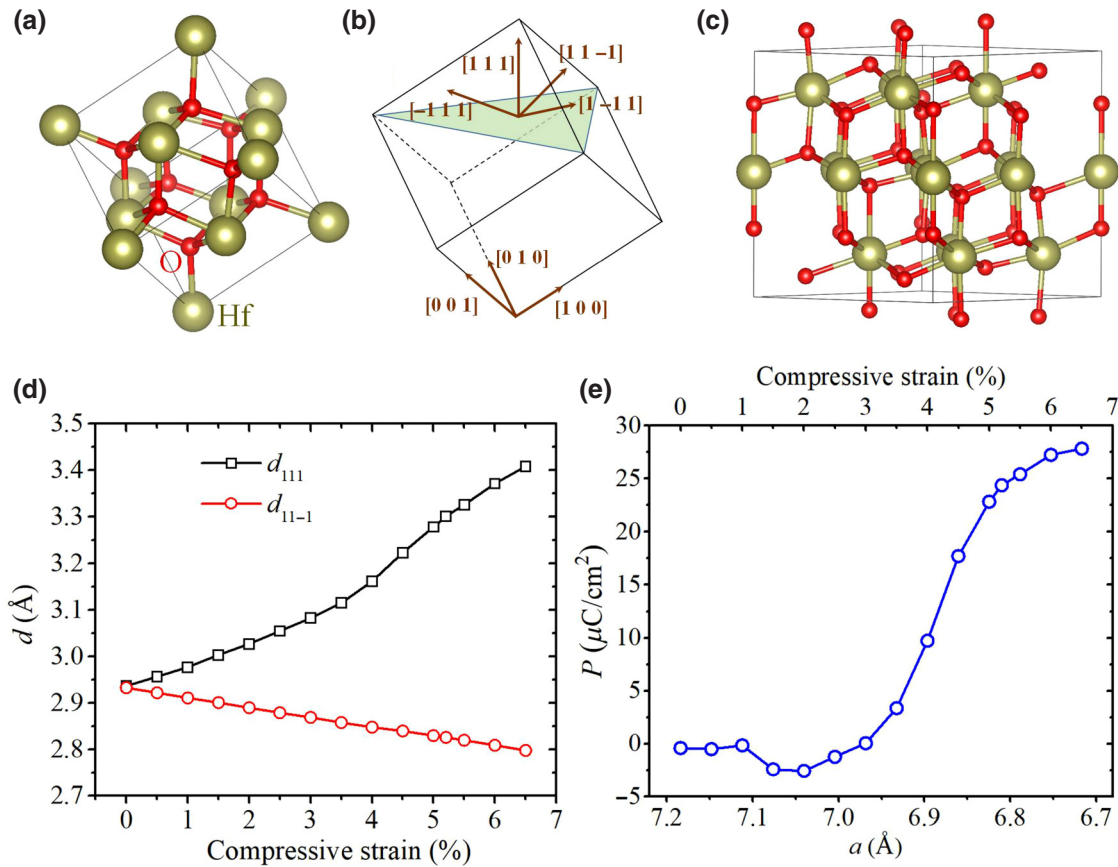 (a)
O
Hf
(b)
[1 1 1]
[1 1 −1]
[−1 1 1]
[1 −1 1]
[0 1 0]
[0 0 1]
[1 0 0]
(c)
(d)
3.5
3.4
3.3
3.2
3.1
3.0
2.9
2.8
2.7
d (Å)
d111
d11−1
0 1 2 3 4 5 6 7
Compressive strain (%)
(e)
Compressive strain (%)
0 1 2 3 4 5 6 7
30
25
20
15
10
5
0
−5
P (μC/cm²)
7.2 7.1 7.0 6.9 6.8 6.7
a (Å)